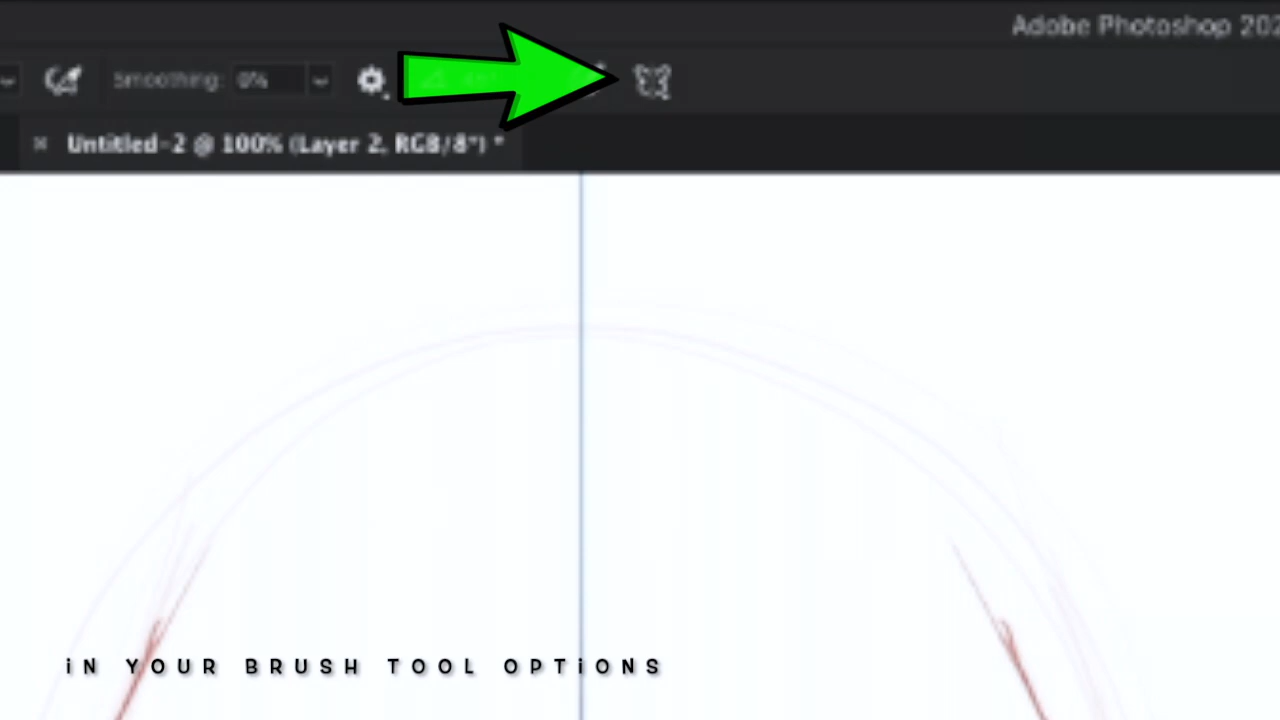 Adobe Photoshop 202
Smoothing: 0%
× Untitled-2 @ 100% (Layer 2, RGB/8*) *
iN YOUR BRUSH TOOL OPTiONS